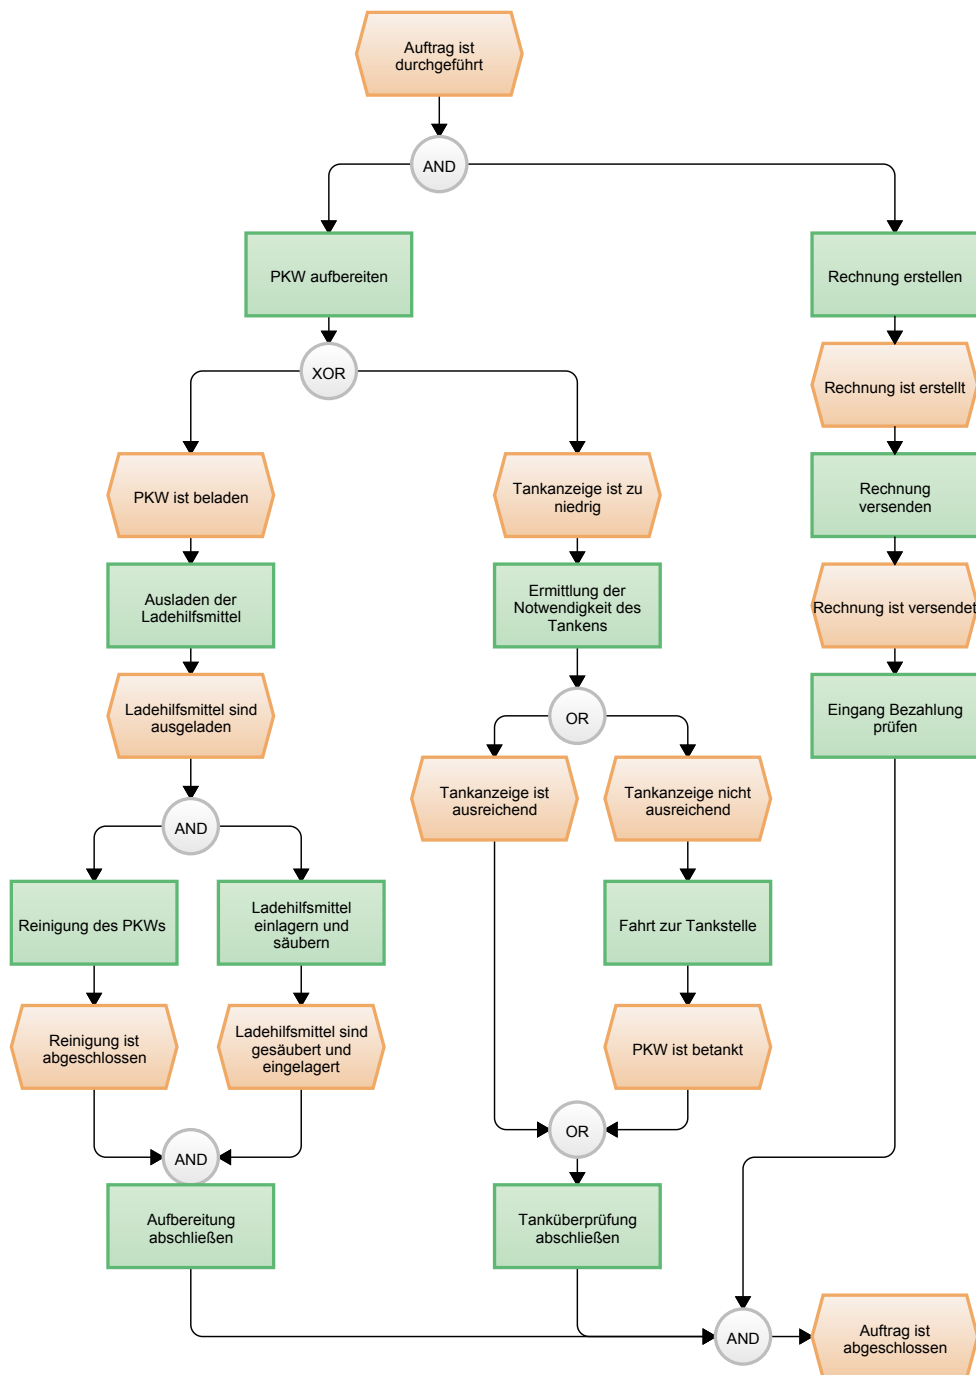 Auftrag ist
durchgeführt
AND
PKW aufbereiten
Rechnung erstellen
XOR
Rechnung ist erstellt
PKW ist beladen
Tankanzeige ist zu
niedrig
Rechnung
versenden
Ausladen der
Ladehilfsmittel
Ermittlung der
Notwendigkeit des
Tankens
Rechnung ist versendet
Ladehilfsmittel sind
ausgeladen
OR
Eingang Bezahlung
prüfen
Tankanzeige ist
ausreichend
Tankanzeige nicht
ausreichend
AND
Reinigung des PKWs
Ladehilfsmittel
einlagern und
säubern
Fahrt zur Tankstelle
Reinigung ist
abgeschlossen
Ladehilfsmittel sind
gesäubert und
eingelagert
PKW ist betankt
AND
OR
Aufbereitung
abschließen
Tanküberprüfung
abschließen
AND
Auftrag ist
abgeschlossen